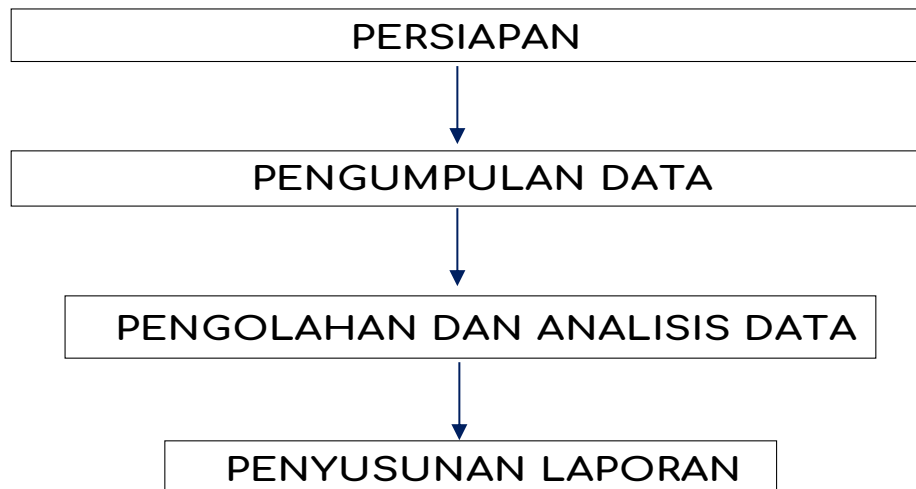 PERSIAPAN
PENGUMPULAN DATA
PENGOLAHAN DAN ANALISIS DATA
PENYUSUNAN LAPORAN